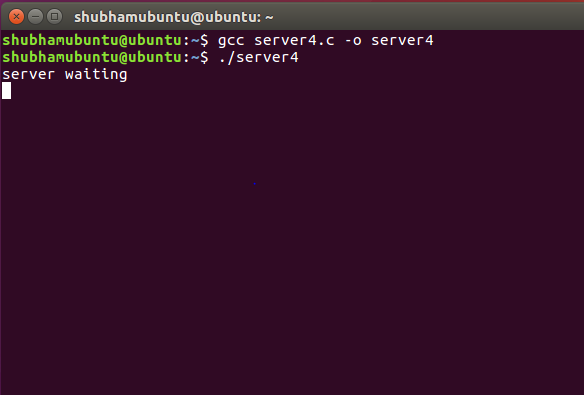 shubhamubuntu@ubuntu: ~
shubhamubuntu@ubuntu:~$ gcc server4.c -o server4
shubhamubuntu@ubuntu:~$ ./server4
server waiting